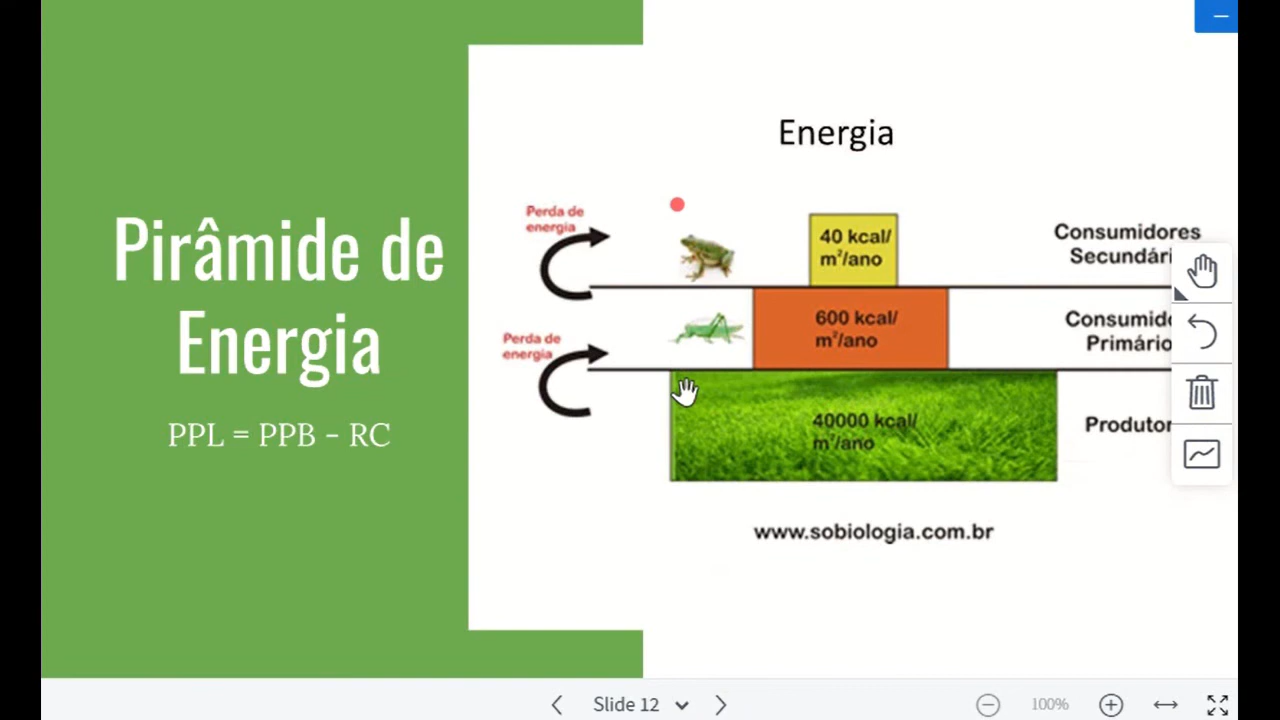 Pirâmide de
Energia
PPL = PPB - RC
Energia
Perda de
energia
40 kcal/
m²/ano
Consumidores
Secundári
Perda de
energia
600 kcal/
m²/ano
Consumid
Primário
40000 kcal/
m²/ano
Produtor
www.sobiologia.com.br
Slide 12
100%